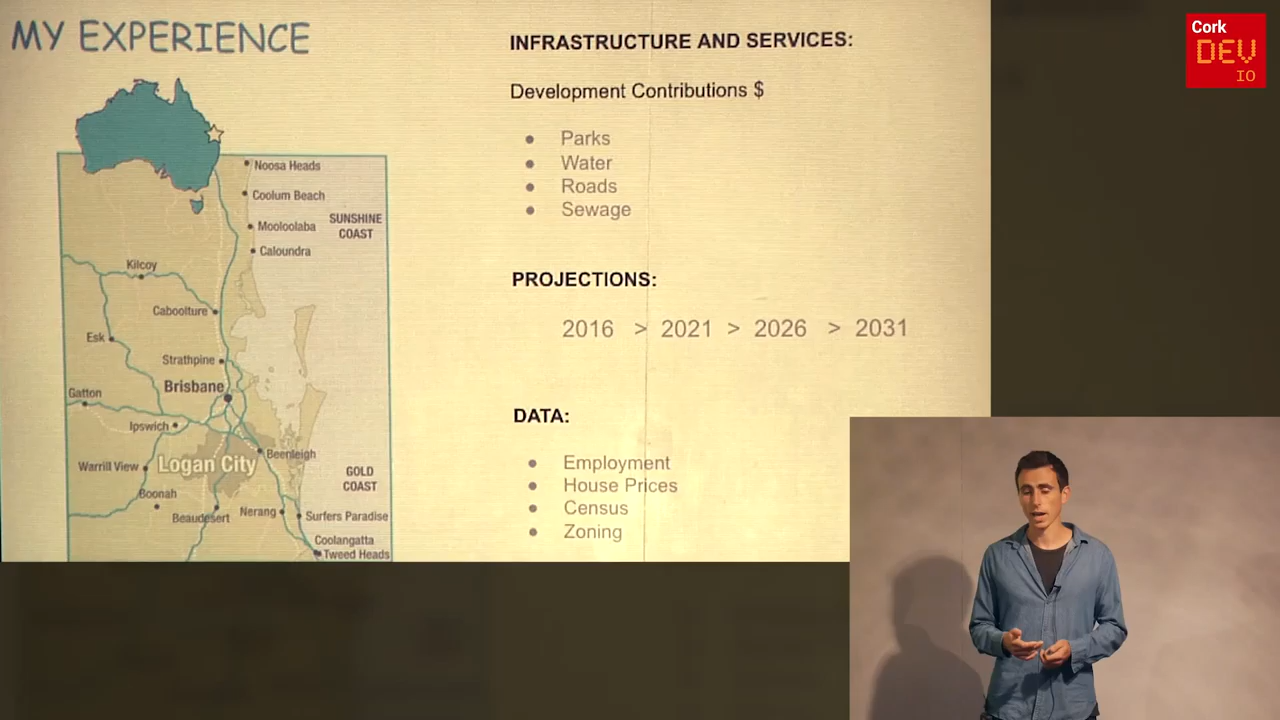 MY EXPERIENCE
Noosa Heads
Coolum Beach
SUNSHINE
COAST
Mooloolaba
Caloundra
Kilcoy
Caboolture
Esk
Strathpine
Brisbane
Gatton
Ipswich
Beenleigh
Warrill View
Logan City
GOLD
COAST
Boonah
Beaudesert
Nerang
Surfers Paradise
Coolangatta
Tweed Heads
INFRASTRUCTURE AND SERVICES:
Development Contributions $
● Parks
● Water
● Roads
● Sewage
PROJECTIONS:
2016 > 2021 > 2026 > 2031
DATA:
● Employment
● House Prices
● Census
● Zoning
Cork
DEV
IO